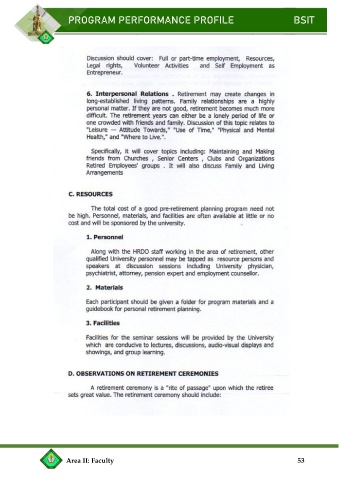 PROGRAM PERFORMANCE PROFILE BSIT
Discussion should cover: Full or part-time employment, Resources,
Legal rights, Volunteer Activities and Self Employment as
Entrepreneur.
6. Interpersonal Relations . Retirement may create changes in
long-established living patterns. Family relationships are a highly
personal matter. If they are not good, retirement becomes much more
difficult. The retirement years can either be a lonely period of life or
one crowded with friends and family. Discussion of this topic relates to
"Leisure — Attitude Towards," "Use of Time," "Physical and Mental
Health," and "Where to Live.".
Specifically, it will cover topics including: Maintaining and Making
friends from Churches , Senior Centers , Clubs and Organizations
Retired Employees' groups . It will also discuss Family and Living
Arrangements
C. RESOURCES
The total cost of a good pre-retirement planning program need not
be high. Personnel, materials, and facilities are often available at little or no
cost and will be sponsored by the university.
1. Personnel
Along with the HRDO staff working in the area of retirement, other
qualified University personnel may be tapped as resource persons and
speakers at discussion sessions including University physician,
psychiatrist, attorney, pension expert and employment counsellor.
2. Materials
Each participant should be given a folder for program materials and a
guidebook for personal retirement planning.
3. Facilities
Facilities for the seminar sessions will be provided by the University
which are conducive to lectures, discussions, audio-visual displays and
showings, and group learning.
D. OBSERVATIONS ON RETIREMENT CEREMONIES
A retirement ceremony is a "rite of passage" upon which the retiree
sets great value. The retirement ceremony should include:
Area II: Faculty 53